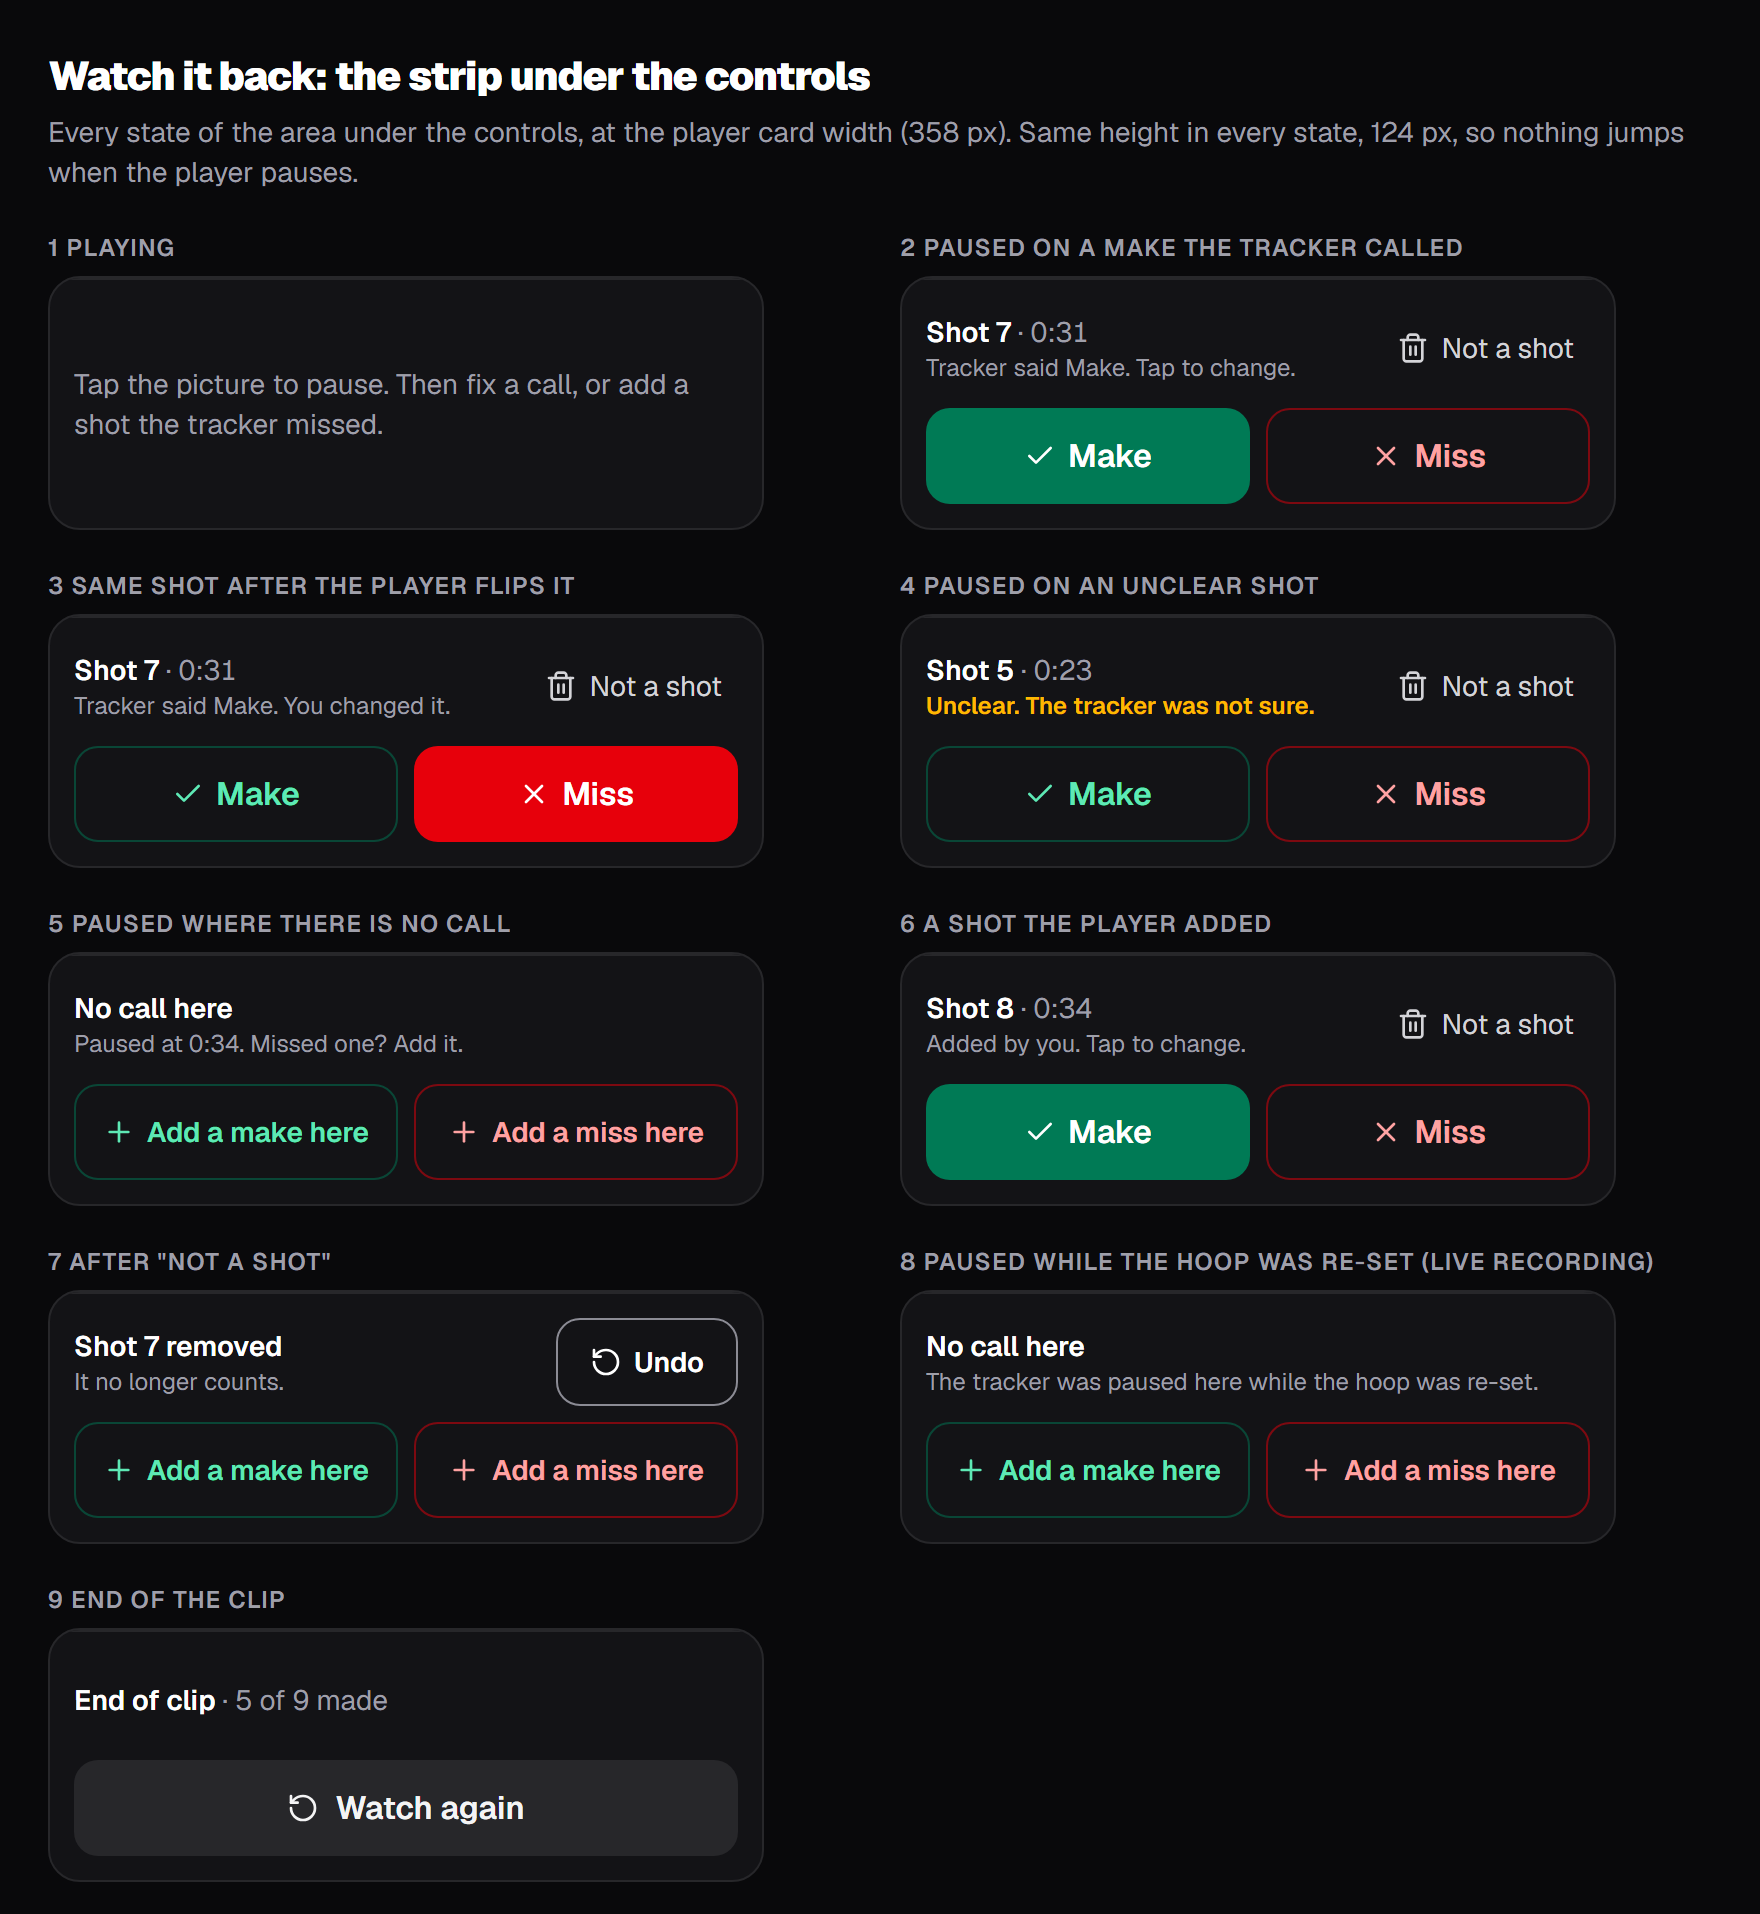 Watch it back: the strip under the controls
Every state of the area under the controls, at the player card width (358 px). Same height in every state, 124 px, so nothing jumps
when the player pauses.
1 PLAYING
Tap the picture to pause. Then fix a call, or add a
shot the tracker missed.
2 PAUSED ON A MAKE THE TRACKER CALLED
Shot 7 · 0:31
Tracker said Make. Tap to change.
Not a shot
Make
Miss
3 SAME SHOT AFTER THE PLAYER FLIPS IT
Shot 7 · 0:31
Tracker said Make. You changed it.
Not a shot
Make
Miss
4 PAUSED ON AN UNCLEAR SHOT
Shot 5 · 0:23
Unclear. The tracker was not sure.
Not a shot
Make
Miss
5 PAUSED WHERE THERE IS NO CALL
No call here
Paused at 0:34. Missed one? Add it.
Add a make here
Add a miss here
6 A SHOT THE PLAYER ADDED
Shot 8 · 0:34
Added by you. Tap to change.
Not a shot
Make
Miss
7 AFTER "NOT A SHOT"
Shot 7 removed
It no longer counts.
Undo
Add a make here
Add a miss here
8 PAUSED WHILE THE HOOP WAS RE-SET (LIVE RECORDING)
No call here
The tracker was paused here while the hoop was re-set.
Add a make here
Add a miss here
9 END OF THE CLIP
End of clip · 5 of 9 made
Watch again